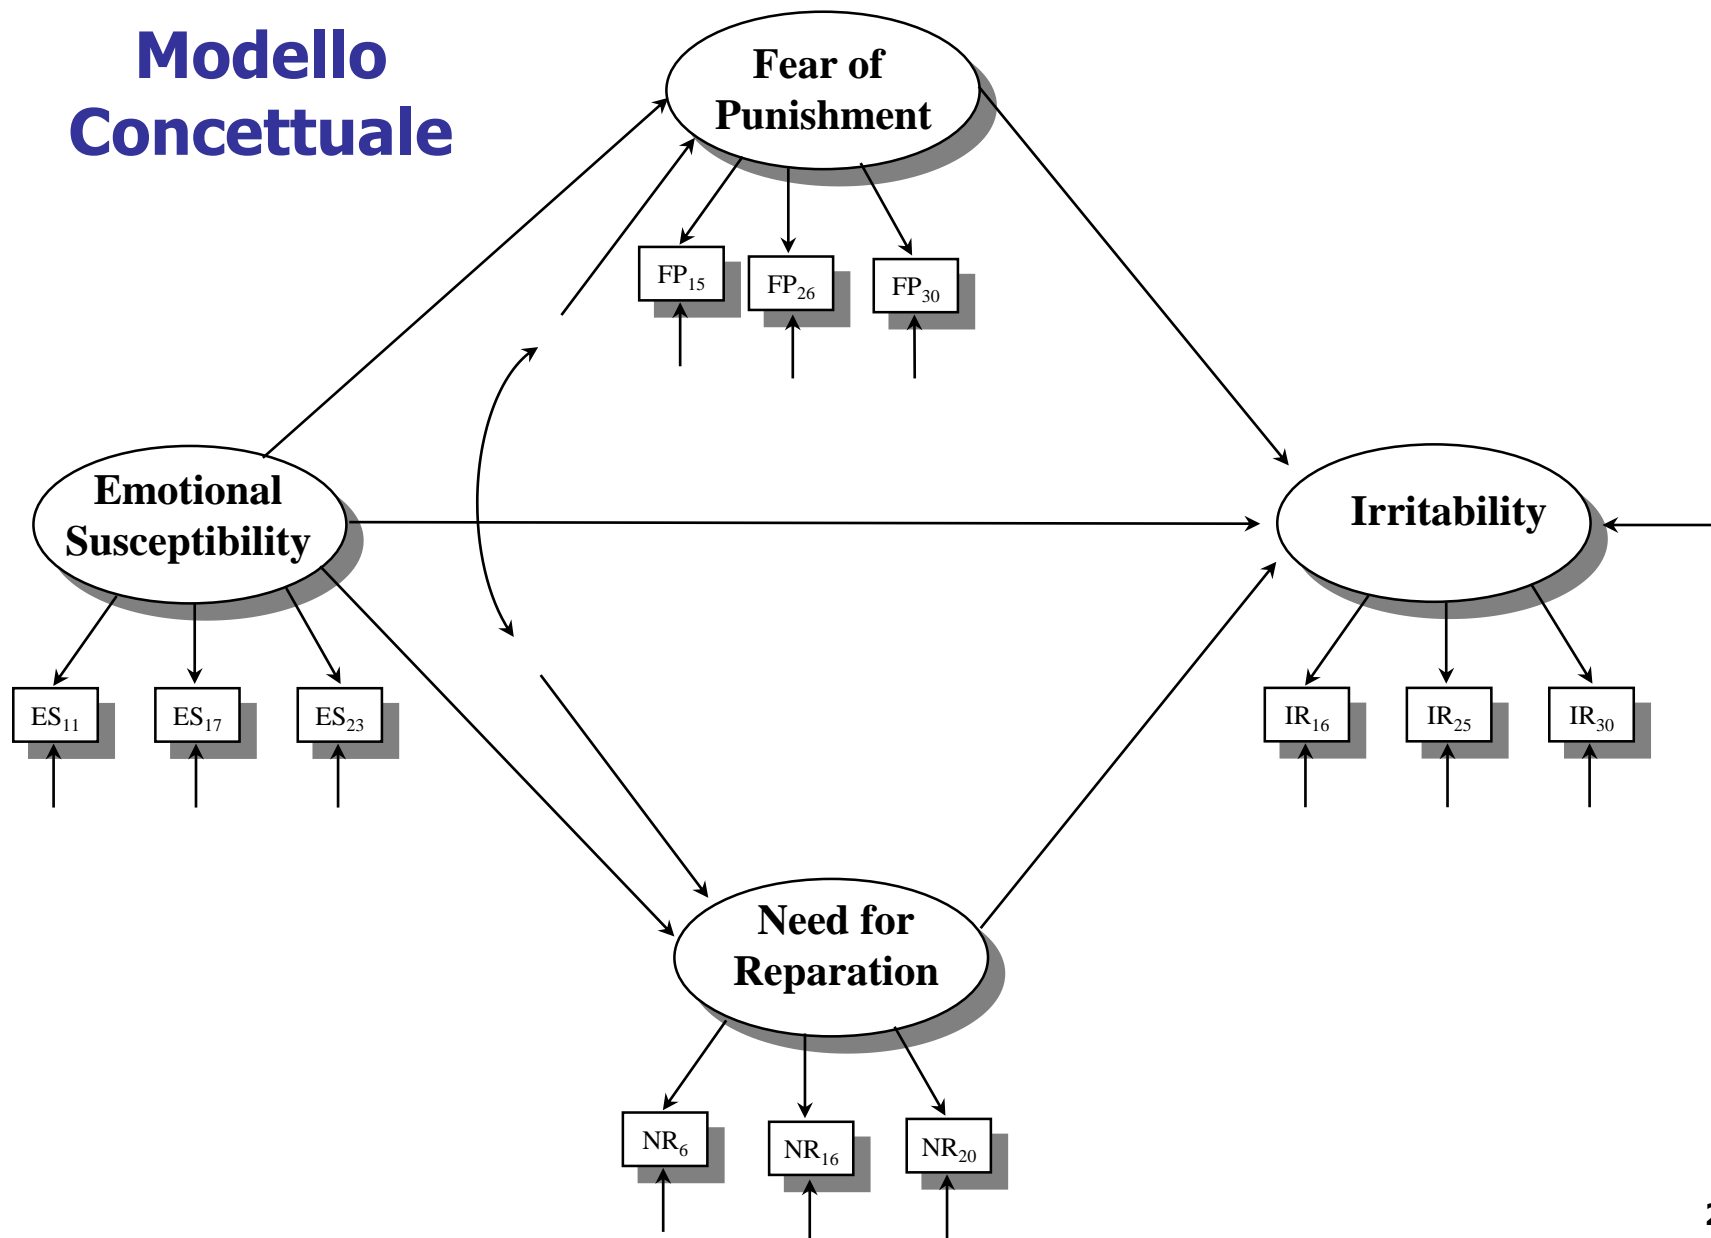 Modello
Concettuale
Fear of
Punishment
FP15
FP26
FP30
Emotional
Susceptibility
Irritability
ES11
ES17
ES23
IR16
IR25
IR30
Need for
Reparation
NR6
NR16
NR20